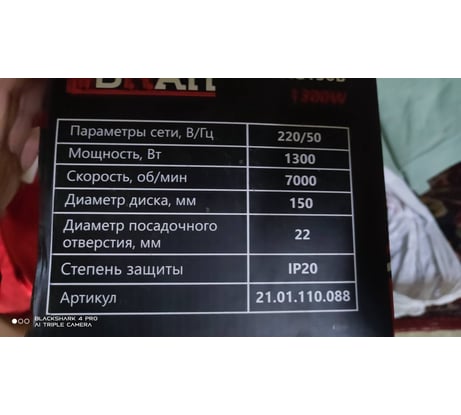 1300W
Параметры сети, В/Гц 220/50
Мощность, Вт 1300
Скорость, об/мин 7000
Диаметр диска, мм 150
Диаметр посадочного
отверстия, мм 22
Степень защиты IP20
Артикул 21.01.110.088
BLACKSHARK 4 PRO
AI TRIPLE CAMERA